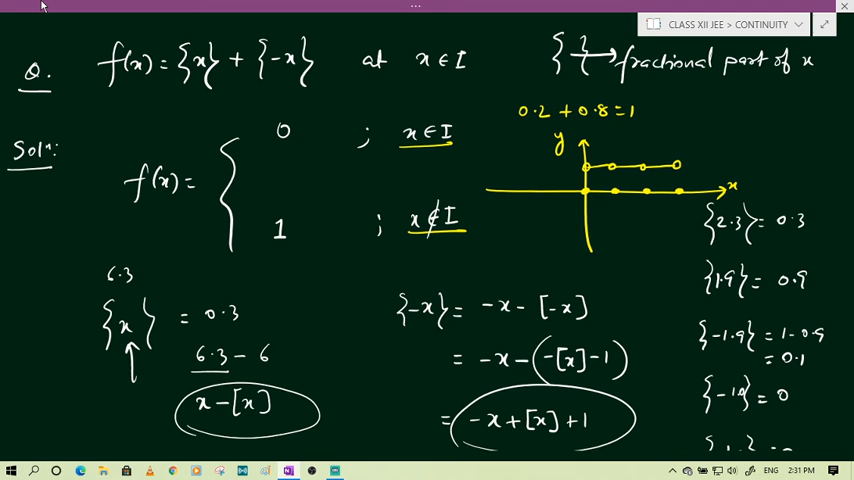 ...
CLASS XII JEE > CONTINUITY
Q. f(x) = {x} + {-x} at x ∈ I { } → fractional part of x
0.2 + 0.8 = 1
Solⁿ: f(x) =
0 ; x ∈ I
1 ; x ∉ I
y
x
{2.3} = 0.3
{1.9} = 0.9
{-1.9} = 1 - 0.9
= 0.1
= 0
6.3
{x} = 0.3
6.3 - 6
x - [x]
{-x} = -x - [-x]
= -x - (-[x] - 1)
= -x + [x] + 1
ENG 2:31 PM